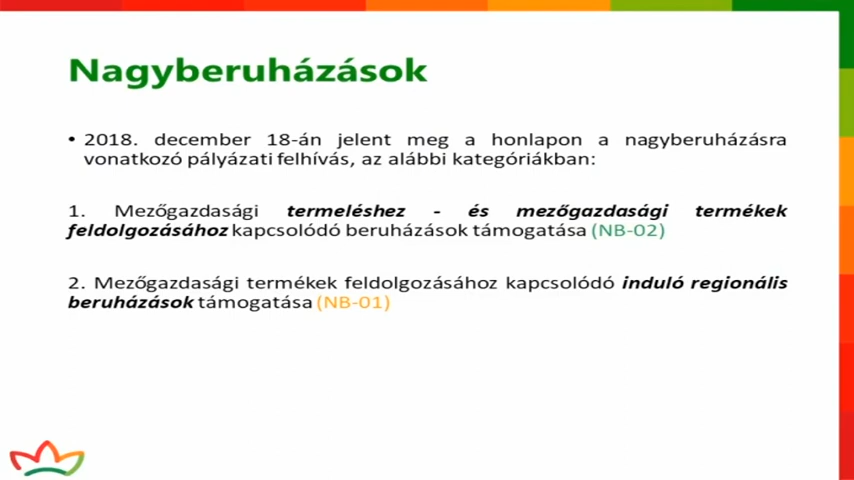 Nagyberuházások
• 2018. december 18-án jelent meg a honlapon a nagyberuházásra
vonatkozó pályázati felhívás, az alábbi kategóriákban:
1. Mezőgazdasági termeléshez - és mezőgazdasági termékek
feldolgozásához kapcsolódó beruházások támogatása (NB-02)
2. Mezőgazdasági termékek feldolgozásához kapcsolódó induló regionális
beruházások támogatása (NB-01)